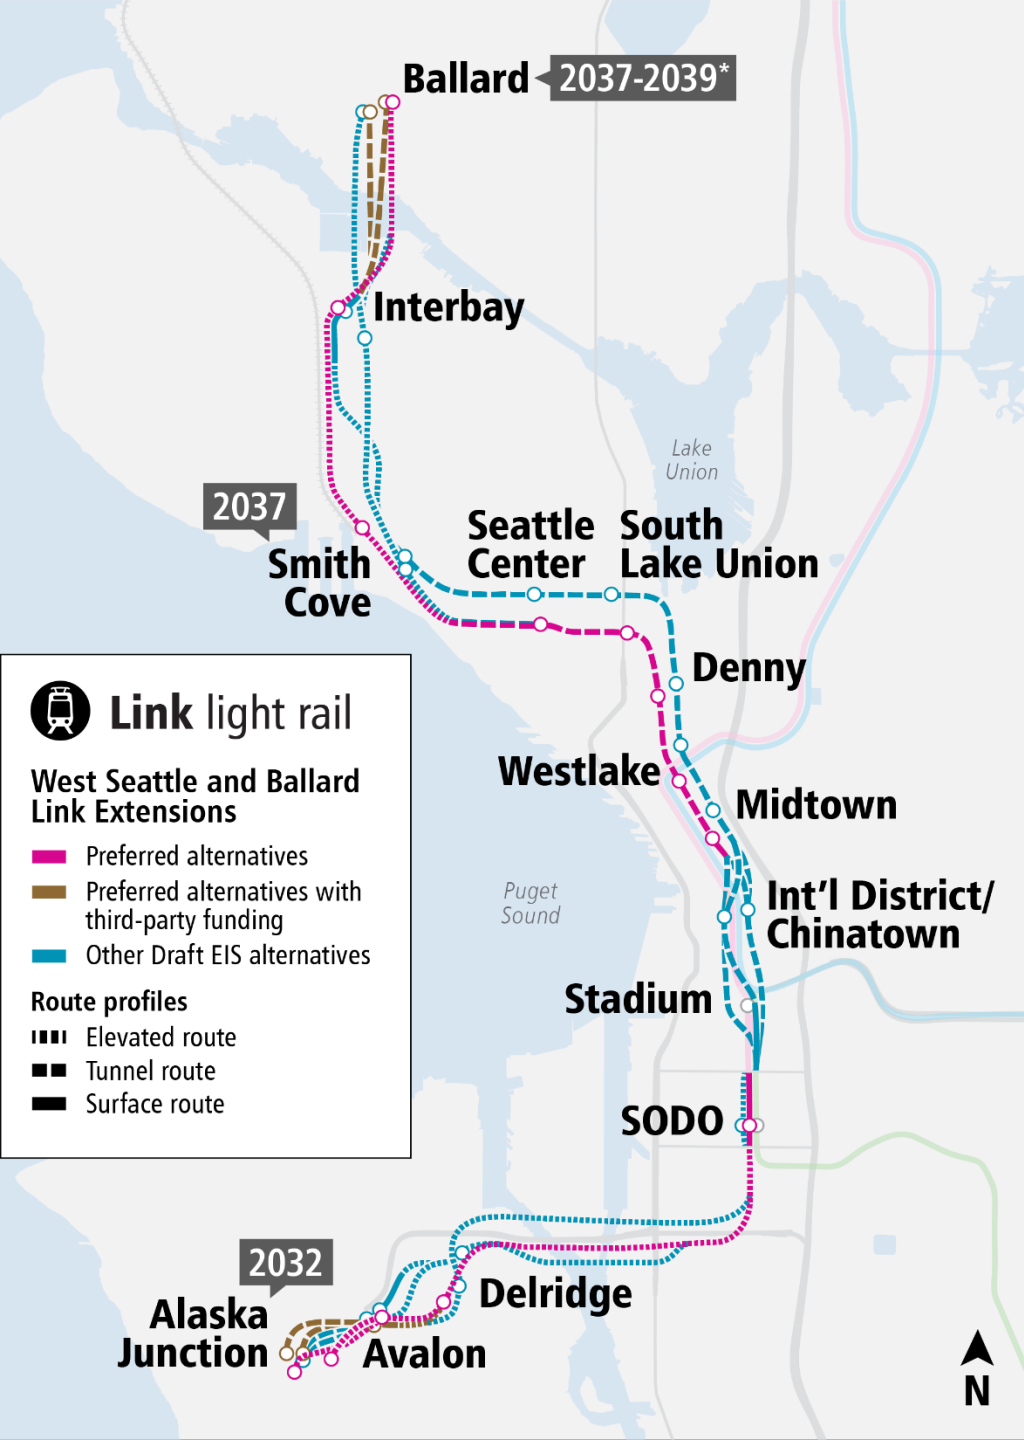 Ballard
2037-2039*
Interbay
Lake
Union
2037
Seattle
Center
South
Lake Union
Smith
Cove
Denny
Link light rail
West Seattle and Ballard
Link Extensions
Preferred alternatives
Preferred alternatives with
third-party funding
Other Draft EIS alternatives
Route profiles
Elevated route
Tunnel route
Surface route
Westlake
Midtown
Puget
Sound
Int'l District/
Chinatown
Stadium
SODO
2032
Delridge
Alaska
Junction
Avalon
N